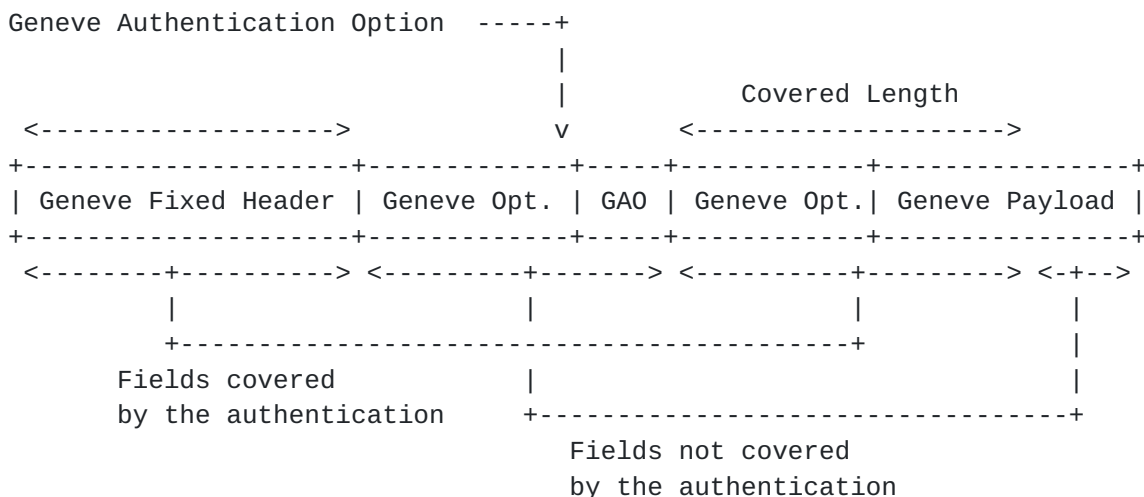 Geneve Authentication Option -----+
|
| Covered Length
<-------------------> v <-------------------->
+---------------------+-------------+-----+------------+----------------+
| Geneve Fixed Header | Geneve Opt. | GAO | Geneve Opt.| Geneve Payload |
+---------------------+-------------+-----+------------+----------------+
<--------+----------> <---------+-------> <----------+---------> <-+-->
| | | |
+--------------------------------------------+ |
Fields covered | |
by the authentication +----------------------------------+
Fields not covered
by the authentication